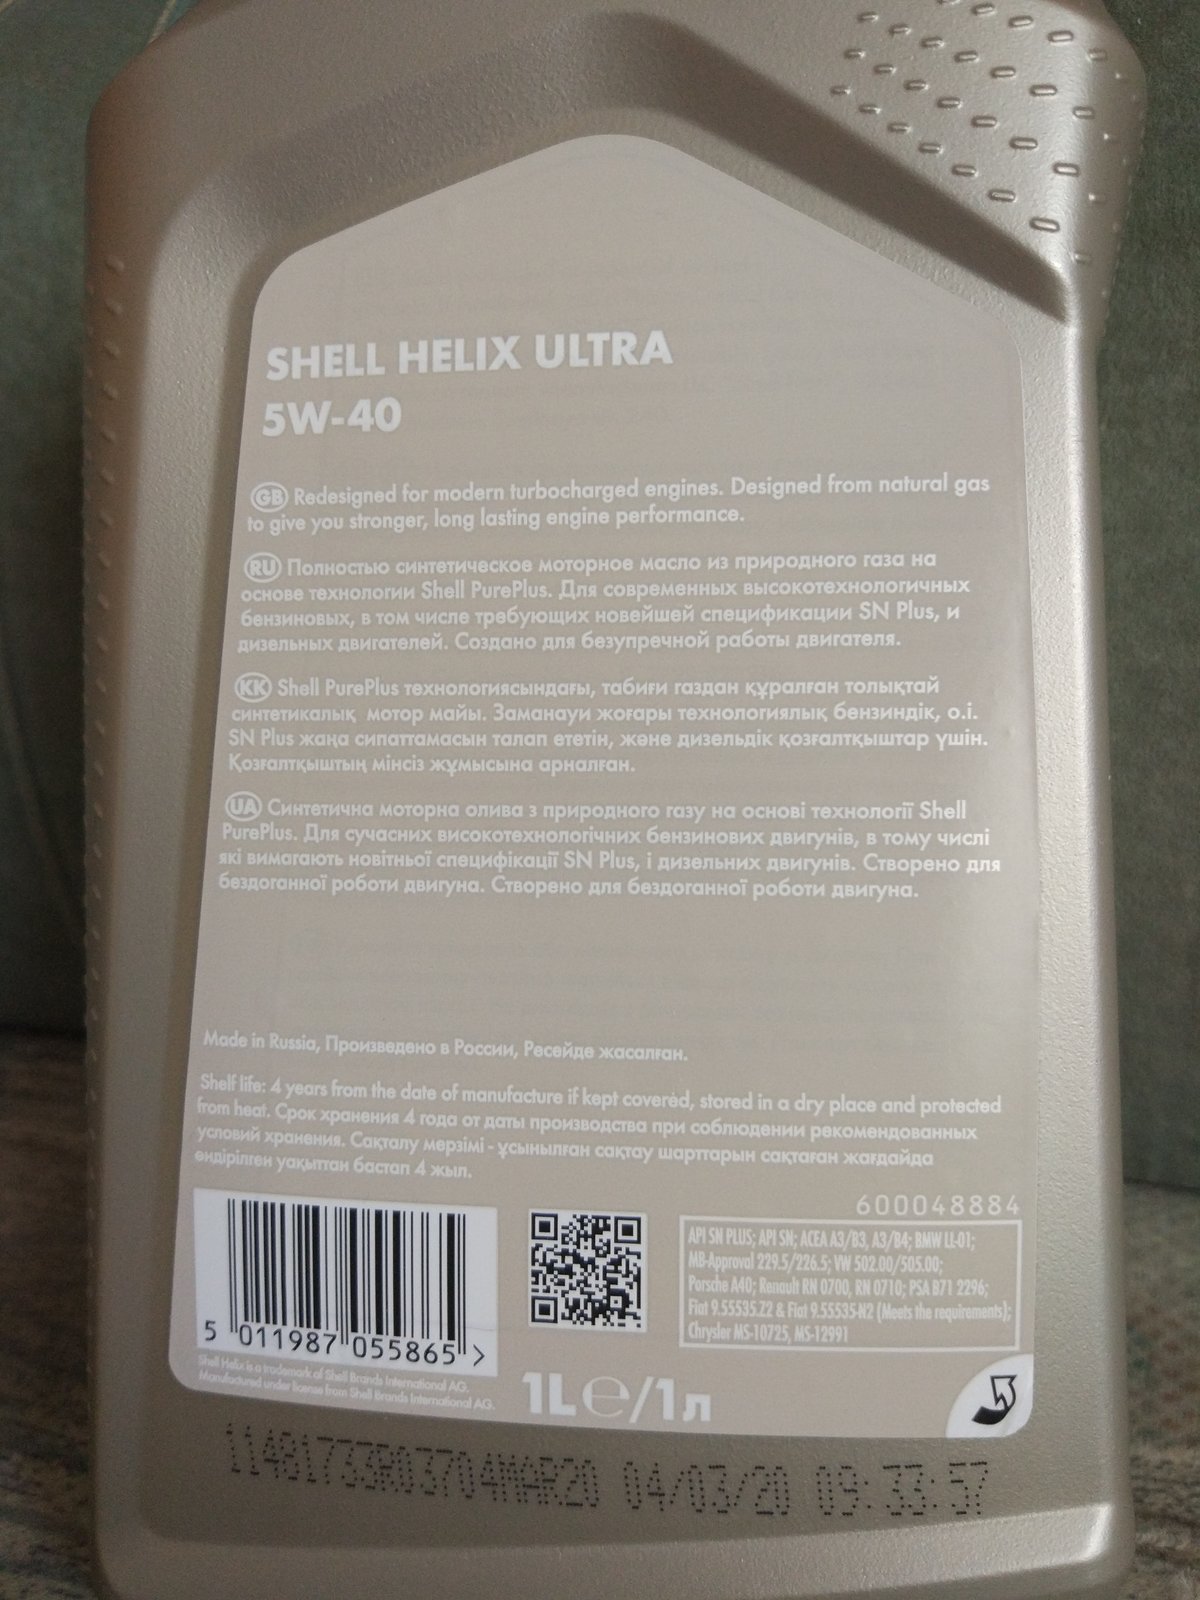 SHELL HELIX ULTRA
5W-40
GB Redesigned for modern turbocharged engines. Designed from natural gas
to give you stronger, long lasting engine performance.
RU Полностью синтетическое моторное масло из природного газа на
основе технологии Shell PurePlus. Для современных высокотехнологичных
бензиновых, в том числе требующих новейшей спецификации SN Plus, и
дизельных двигателей. Создано для безупречной работы двигателя.
KK Shell PurePlus технологиясындағы, табиғи газдан құралған толықтай
синтетикалық мотор майы. Заманауи жоғары технологиялық бензиндік, о.і.
SN Plus жаңа сипаттамасын талап ететін, және дизельдік қозғалтқыштар үшін.
Қозғалтқыштың мінсіз жұмысына арналған.
UA Синтетична моторна олива з природного газу на основі технології Shell
PurePlus. Для сучасних високотехнологічних бензинових двигунів, в тому числі
які вимагають новітньої специфікації SN Plus, і дизельних двигунів. Створено для
бездоганної роботи двигуна. Створено для бездоганної роботи двигуна.
Made in Russia, Произведено в России, Ресейде жасалған.
Shelf life: 4 years from the date of manufacture if kept covered, stored in a dry place and protected
from heat. Срок хранения 4 года от даты производства при соблюдении рекомендованных
условий хранения. Сақталу мерзімі - ұсынылған сақтау шарттарын сақтаған жағдайда
өндірілген уақыттан бастап 4 жыл.
600048884
API SN PLUS; API SN; ACEA A3/B3, A3/B4; BMW LL-01;
MB-Approval 229.5/226.5; VW 502.00/505.00;
Porsche A40; Renault RN 0700, RN 0710; PSA B71 2296;
Fiat 9.55535-Z2 & Fiat 9.55535-N2 (Meets the requirements);
Chrysler MS-10725, MS-12991
5 011987 055865 >
Shell Helix is a trademark of Shell Brands International AG.
Manufactured under license from Shell Brands International AG.
1L e/1л
11481733R03704MAR20 04/03/20 09:33:57